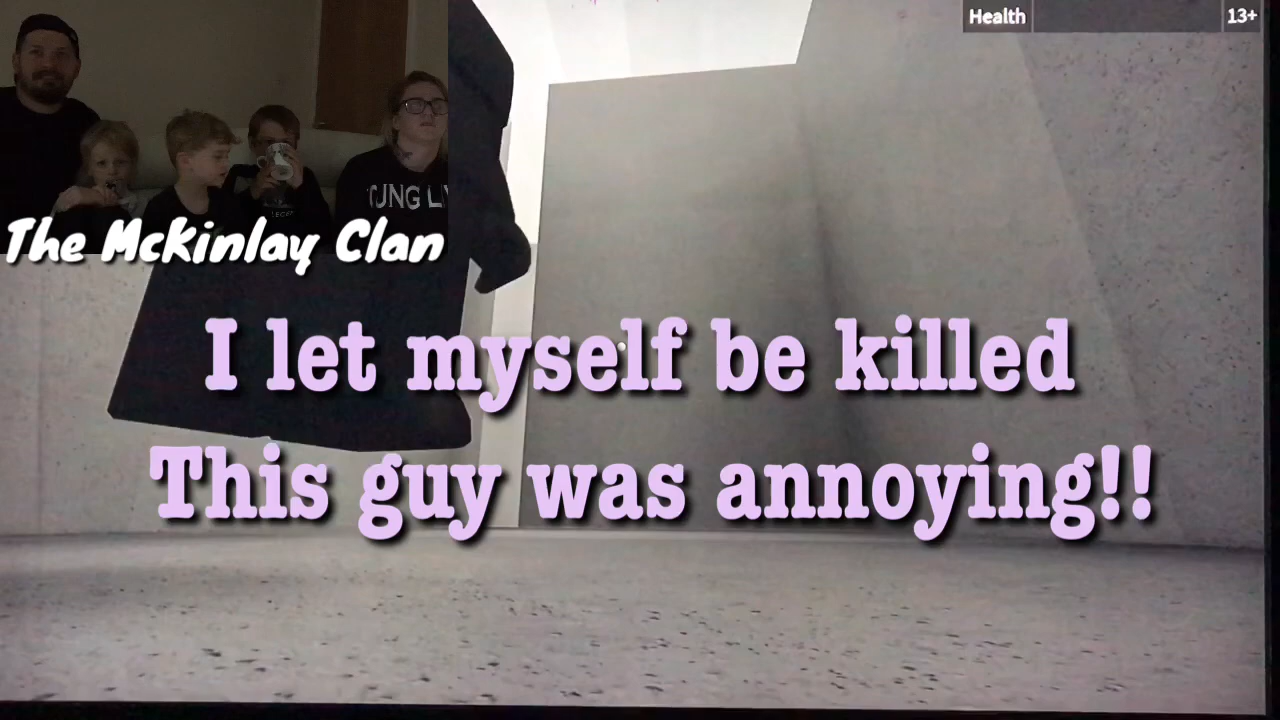 Health 13+
The McKinlay Clan
I let myself be killed
This guy was annoying!!